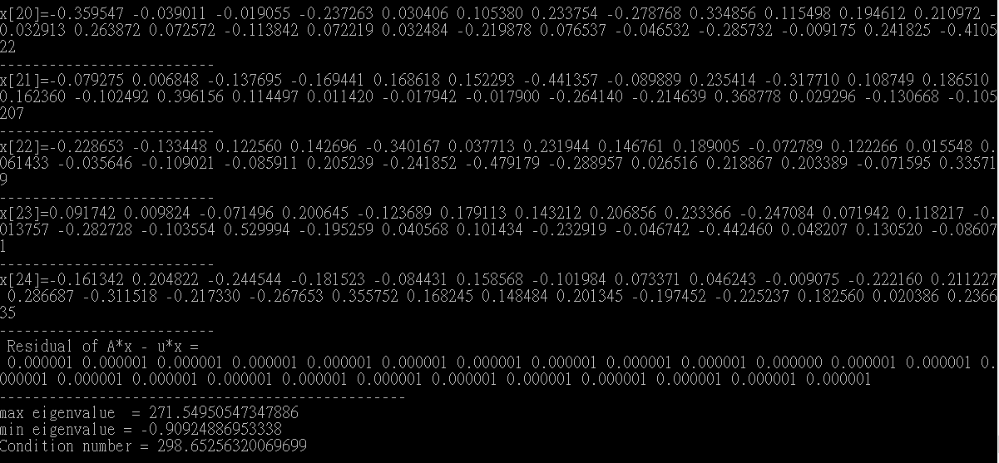 x[20]=-0.359547 -0.039011 -0.019055 -0.237263 0.030406 0.105380 0.233754 -0.278768 0.334856 0.115498 0.194612 0.210972 -
0.032913 0.263872 0.072572 -0.113842 0.072219 0.032484 -0.219878 0.076537 -0.046532 -0.285732 -0.009175 0.241825 -0.4105
22
--------------------------
x[21]=-0.079275 0.006848 -0.137695 -0.169441 0.168618 0.152293 -0.441357 -0.089889 0.235414 -0.317710 0.108749 0.186510
0.162360 -0.102492 0.396156 0.114497 0.011420 -0.017942 -0.017900 -0.264140 -0.214639 0.368778 0.029296 -0.130668 -0.105
207
--------------------------
x[22]=-0.228653 -0.133448 0.122560 0.142696 -0.340167 0.037713 0.231944 0.146761 0.189005 -0.072789 0.122266 0.015548 0.
061433 -0.035646 -0.109021 -0.085911 0.205239 -0.241852 -0.479179 -0.288957 0.026516 0.218867 0.203389 -0.071595 0.33571
9
--------------------------
x[23]=0.091742 0.009824 -0.071496 0.200645 -0.123689 0.179113 0.143212 0.206856 0.233366 -0.247084 0.071942 0.118217 -0.
013757 -0.282728 -0.103554 0.529994 -0.195259 0.040568 0.101434 -0.232919 -0.046742 -0.442460 0.048207 0.130520 -0.08607
1
--------------------------
x[24]=-0.161342 0.204822 -0.244544 -0.181523 -0.084431 0.158568 -0.101984 0.073371 0.046243 -0.009075 -0.222160 0.211227
0.286687 -0.311518 -0.217330 -0.267653 0.355752 0.168245 0.148484 0.201345 -0.197452 -0.225237 0.182560 0.020386 0.2366
35
--------------------------
Residual of A*x - u*x =
0.000001 0.000001 0.000001 0.000001 0.000001 0.000001 0.000001 0.000001 0.000001 0.000001 0.000000 0.000001 0.000001 0.
000001 0.000001 0.000001 0.000001 0.000001 0.000001 0.000001 0.000001 0.000001 0.000001 0.000001 0.000001
-------------------------------------------------
max eigenvalue  = 271.54950547347886
min eigenvalue = -0.90924886953338
Condition number = 298.65256320069699